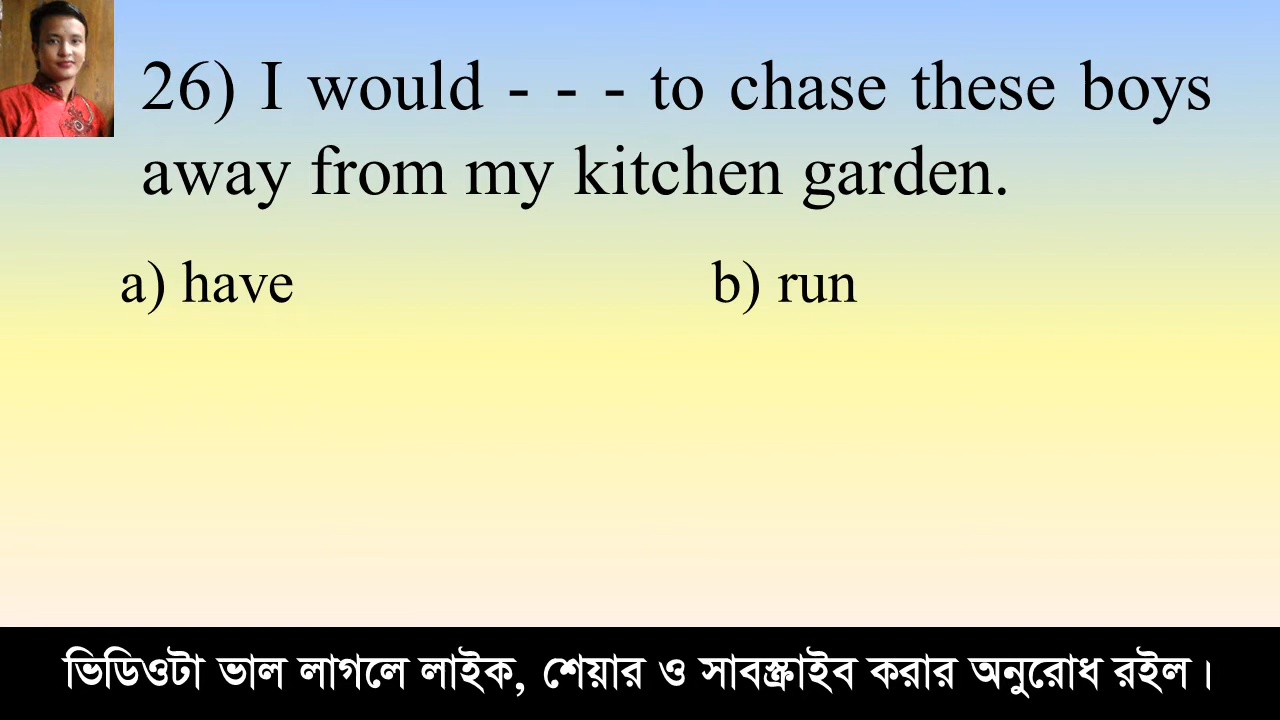 26) I would - - - to chase these boys
away from my kitchen garden.
a) have b) run
ভিডিওটা ভাল লাগলে লাইক, শেয়ার ও সাবস্ক্রাইব করার অনুরোধ রইল।